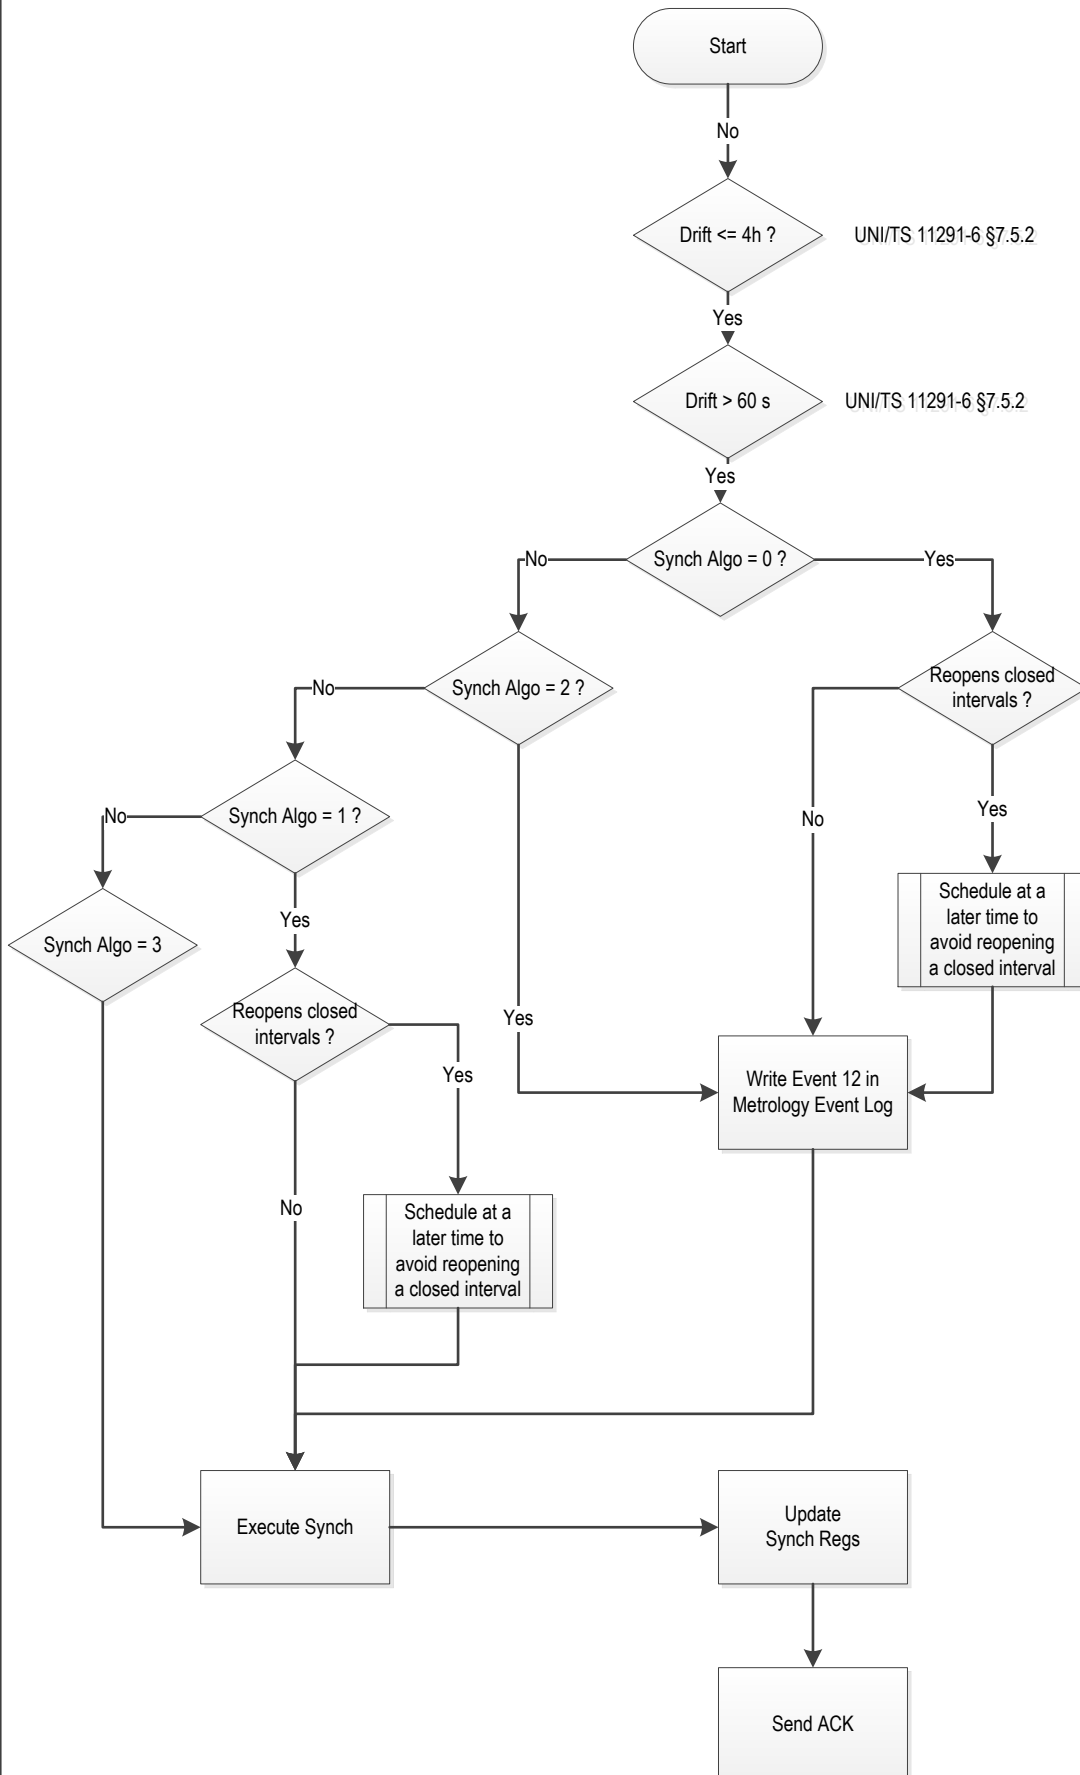 Start
No
Drift <= 4h ?
UNI/TS 11291-6 §7.5.2
Yes
Drift > 60 s
UNI/TS 11291-6 §7.5.2
Yes
No
Synch Algo = 0 ?
Yes
No
Synch Algo = 2 ?
Reopens closed
intervals ?
No
Synch Algo = 1 ?
No
Yes
Yes
Schedule at a
later time to
avoid reopening
a closed interval
Synch Algo = 3
Reopens closed
intervals ?
Yes
Yes
Write Event 12 in
Metrology Event Log
No
Schedule at a
later time to
avoid reopening
a closed interval
Execute Synch
Update
Synch Regs
Send ACK